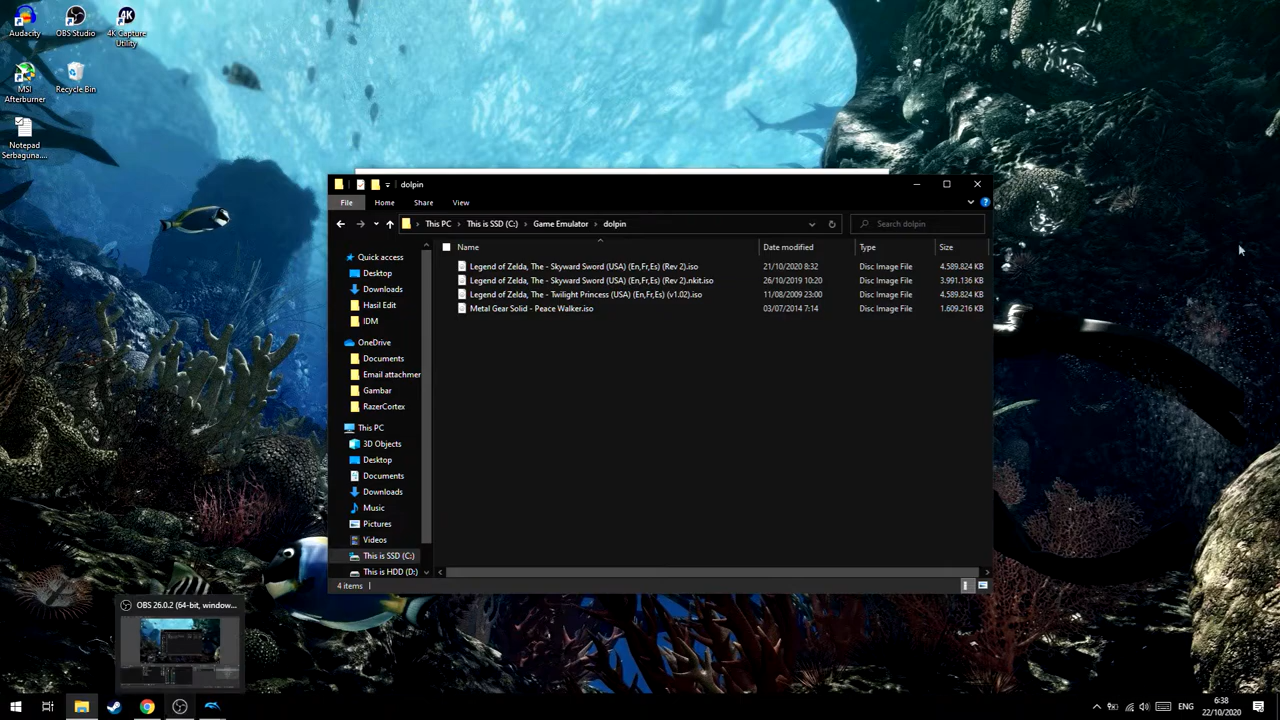 Audacity
OBS Studio
4K Capture
Utility
MSI
Afterburner
Recycle Bin
Notepad
Serbaguna....
dolpin
File
Home
Share
View
This PC
This is SSD (C:)
Game Emulator
dolpin
Search dolpin
Name
Date modified
Type
Size
Legend of Zelda, The - Skyward Sword (USA) (En,Fr,Es) (Rev 2).iso
21/10/2020 8:32
Disc Image File
4.589.824 KB
Legend of Zelda, The - Skyward Sword (USA) (En,Fr,Es) (Rev 2).nkit.iso
26/10/2019 10:20
Disc Image File
3.991.136 KB
Legend of Zelda, The - Twilight Princess (USA) (En,Fr,Es) (v1.02).iso
11/08/2009 23:00
Disc Image File
4.589.824 KB
Metal Gear Solid - Peace Walker.iso
03/07/2014 7:14
Disc Image File
1.609.216 KB
Quick access
Desktop
Downloads
Hasil Edit
IDM
OneDrive
Documents
Email attachme
Gambar
RazerCortex
This PC
3D Objects
Desktop
Documents
Downloads
Music
Pictures
Videos
This is SSD (C:)
This is HDD (D:)
4 items
OBS 26.0.2 (64-bit, window...
ENG
6:38
22/10/2020